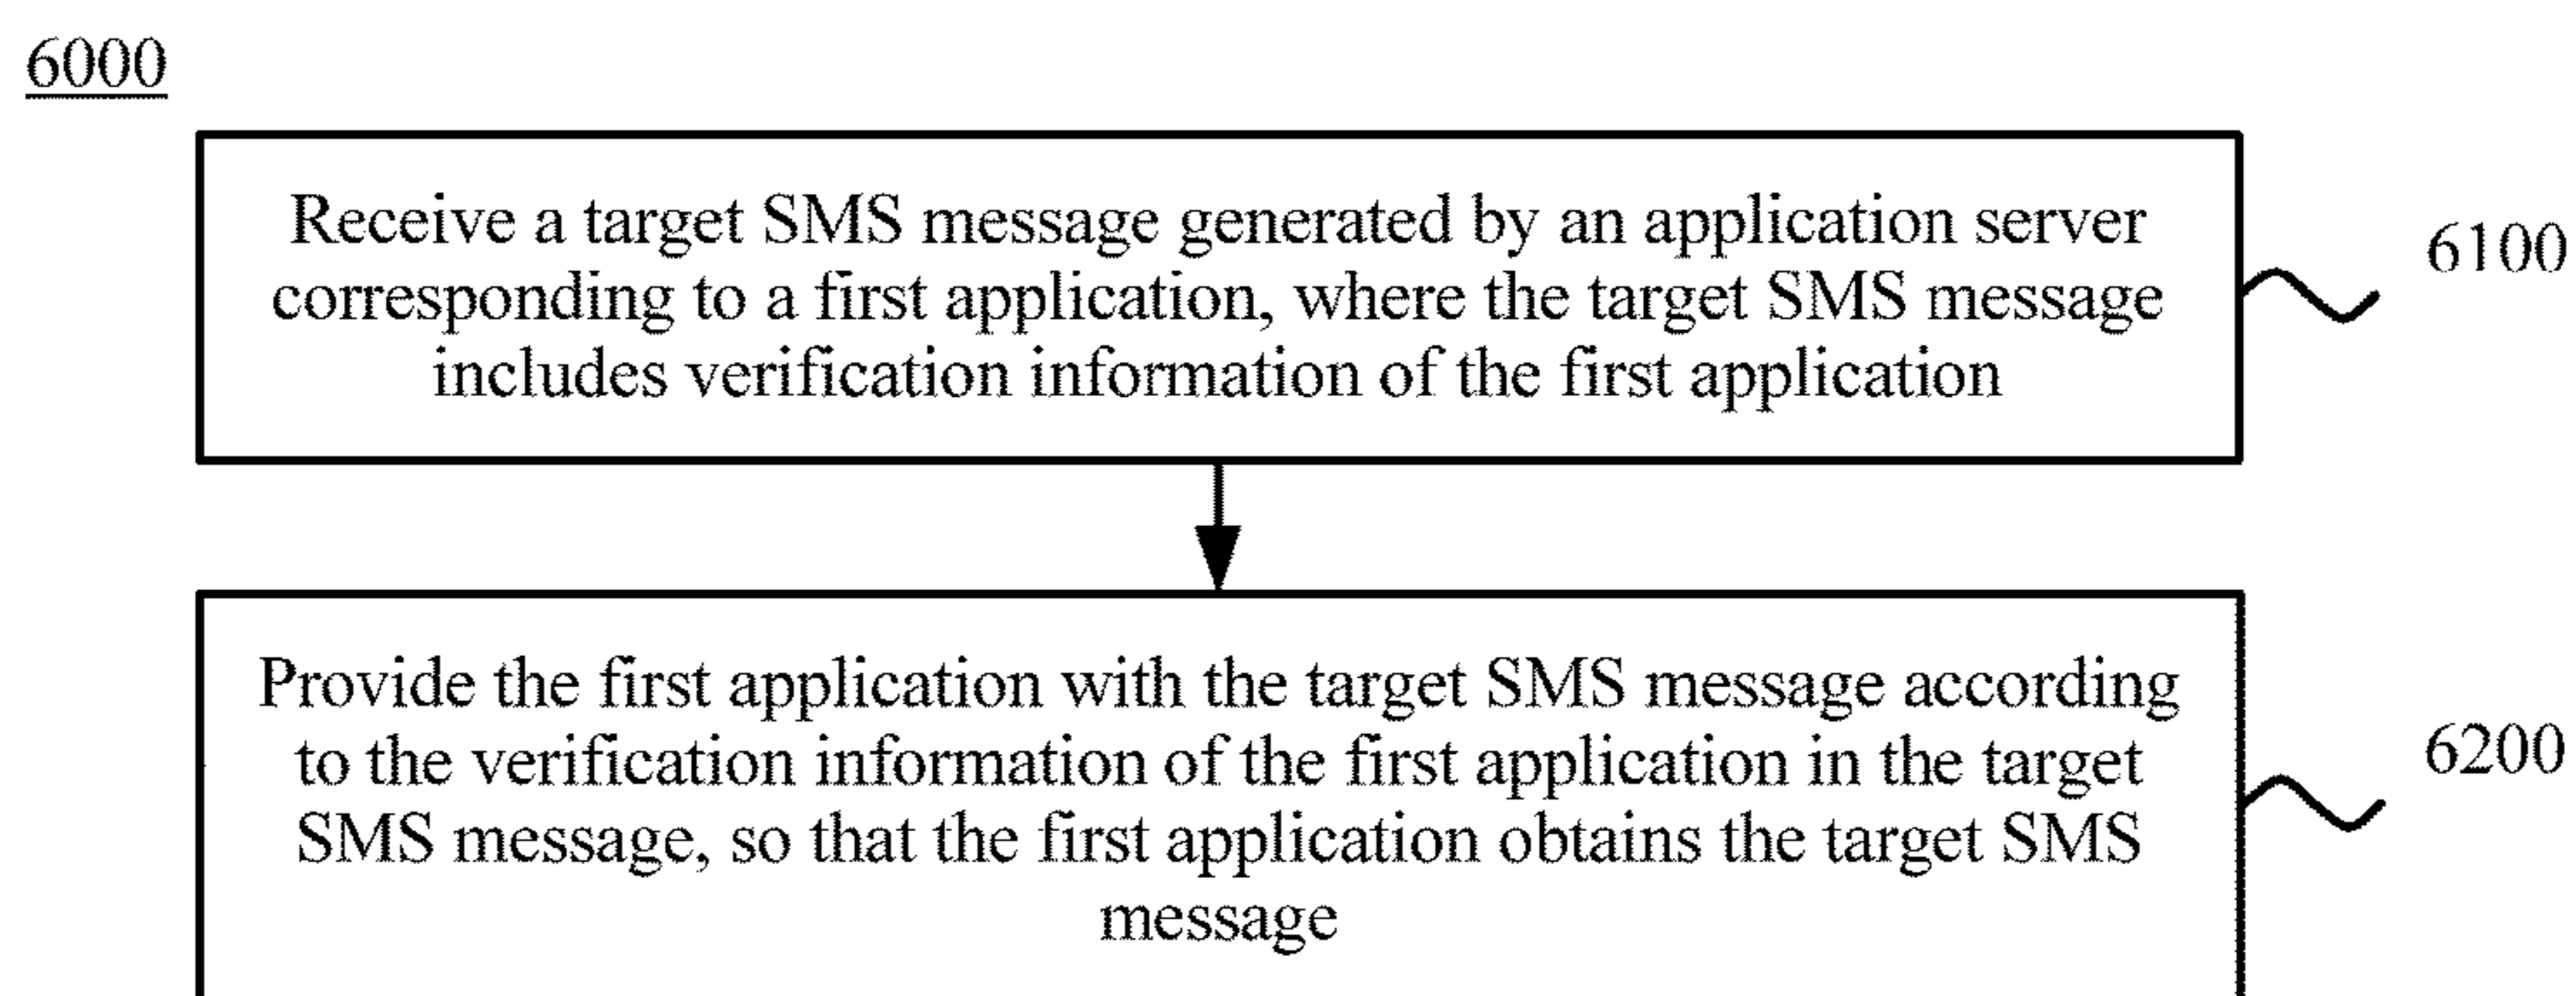 6000
Receive a target SMS message generated by an application server
corresponding to a first application, where the target SMS message
includes verification information of the first application
6100
Provide the first application with the target SMS message according
to the verification information of the first application in the target
SMS message, so that the first application obtains the target SMS
message
6200